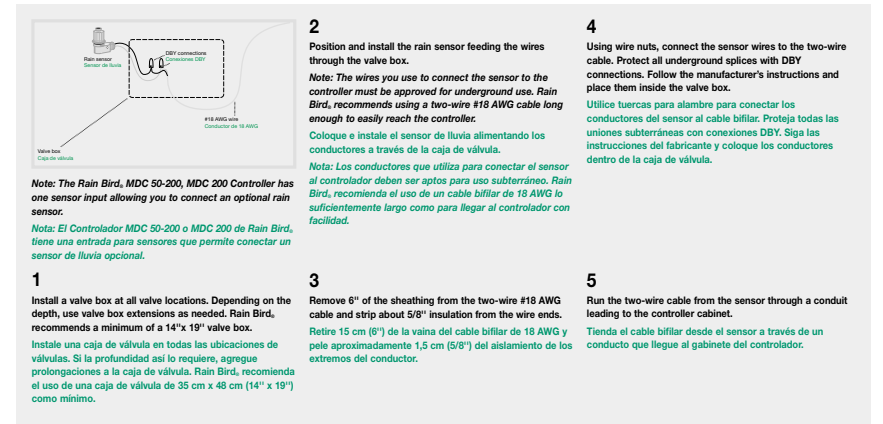 Rain sensor
Sensor de lluvia
DBY connections
Conexiones DBY
#18 AWG wire
Conductor de 18 AWG
Valve box
Caja de válvula
Note: The Rain Bird® MDC 50-200, MDC 200 Controller has
one sensor input allowing you to connect an optional rain
sensor.
Nota: El Controlador MDC 50-200 o MDC 200 de Rain Bird®
tiene una entrada para sensores que permite conectar un
sensor de lluvia opcional.
1
Install a valve box at all valve locations. Depending on the
depth, use valve box extensions as needed. Rain Bird®
recommends a minimum of a 14"x 19" valve box.
Instale una caja de válvula en todas las ubicaciones de
válvulas. Si la profundidad así lo requiere, agregue
prolongaciones a la caja de válvula. Rain Bird® recomienda
el uso de una caja de válvula de 35 cm x 48 cm (14" x 19")
como mínimo.
2
Position and install the rain sensor feeding the wires
through the valve box.
Note: The wires you use to connect the sensor to the
controller must be approved for underground use. Rain
Bird® recommends using a two-wire #18 AWG cable long
enough to easily reach the controller.
Coloque e instale el sensor de lluvia alimentando los
conductores a través de la caja de válvula.
Nota: Los conductores que utiliza para conectar el sensor
al controlador deben ser aptos para uso subterráneo. Rain
Bird® recomienda el uso de un cable bifilar de 18 AWG lo
suficientemente largo como para llegar al controlador con
facilidad.
3
Remove 6" of the sheathing from the two-wire #18 AWG
cable and strip about 5/8" insulation from the wire ends.
Retire 15 cm (6") de la vaina del cable bifilar de 18 AWG y
pele aproximadamente 1,5 cm (5/8") del aislamiento de los
extremos del conductor.
4
Using wire nuts, connect the sensor wires to the two-wire
cable. Protect all underground splices with DBY
connections. Follow the manufacturer's instructions and
place them inside the valve box.
Utilice tuercas para alambre para conectar los
conductores del sensor al cable bifilar. Proteja todas las
uniones subterráneas con conexiones DBY. Siga las
instrucciones del fabricante y coloque los conductores
dentro de la caja de válvula.
5
Run the two-wire cable from the sensor through a conduit
leading to the controller cabinet.
Tienda el cable bifilar desde el sensor a través de un
conducto que llegue al gabinete del controlador.